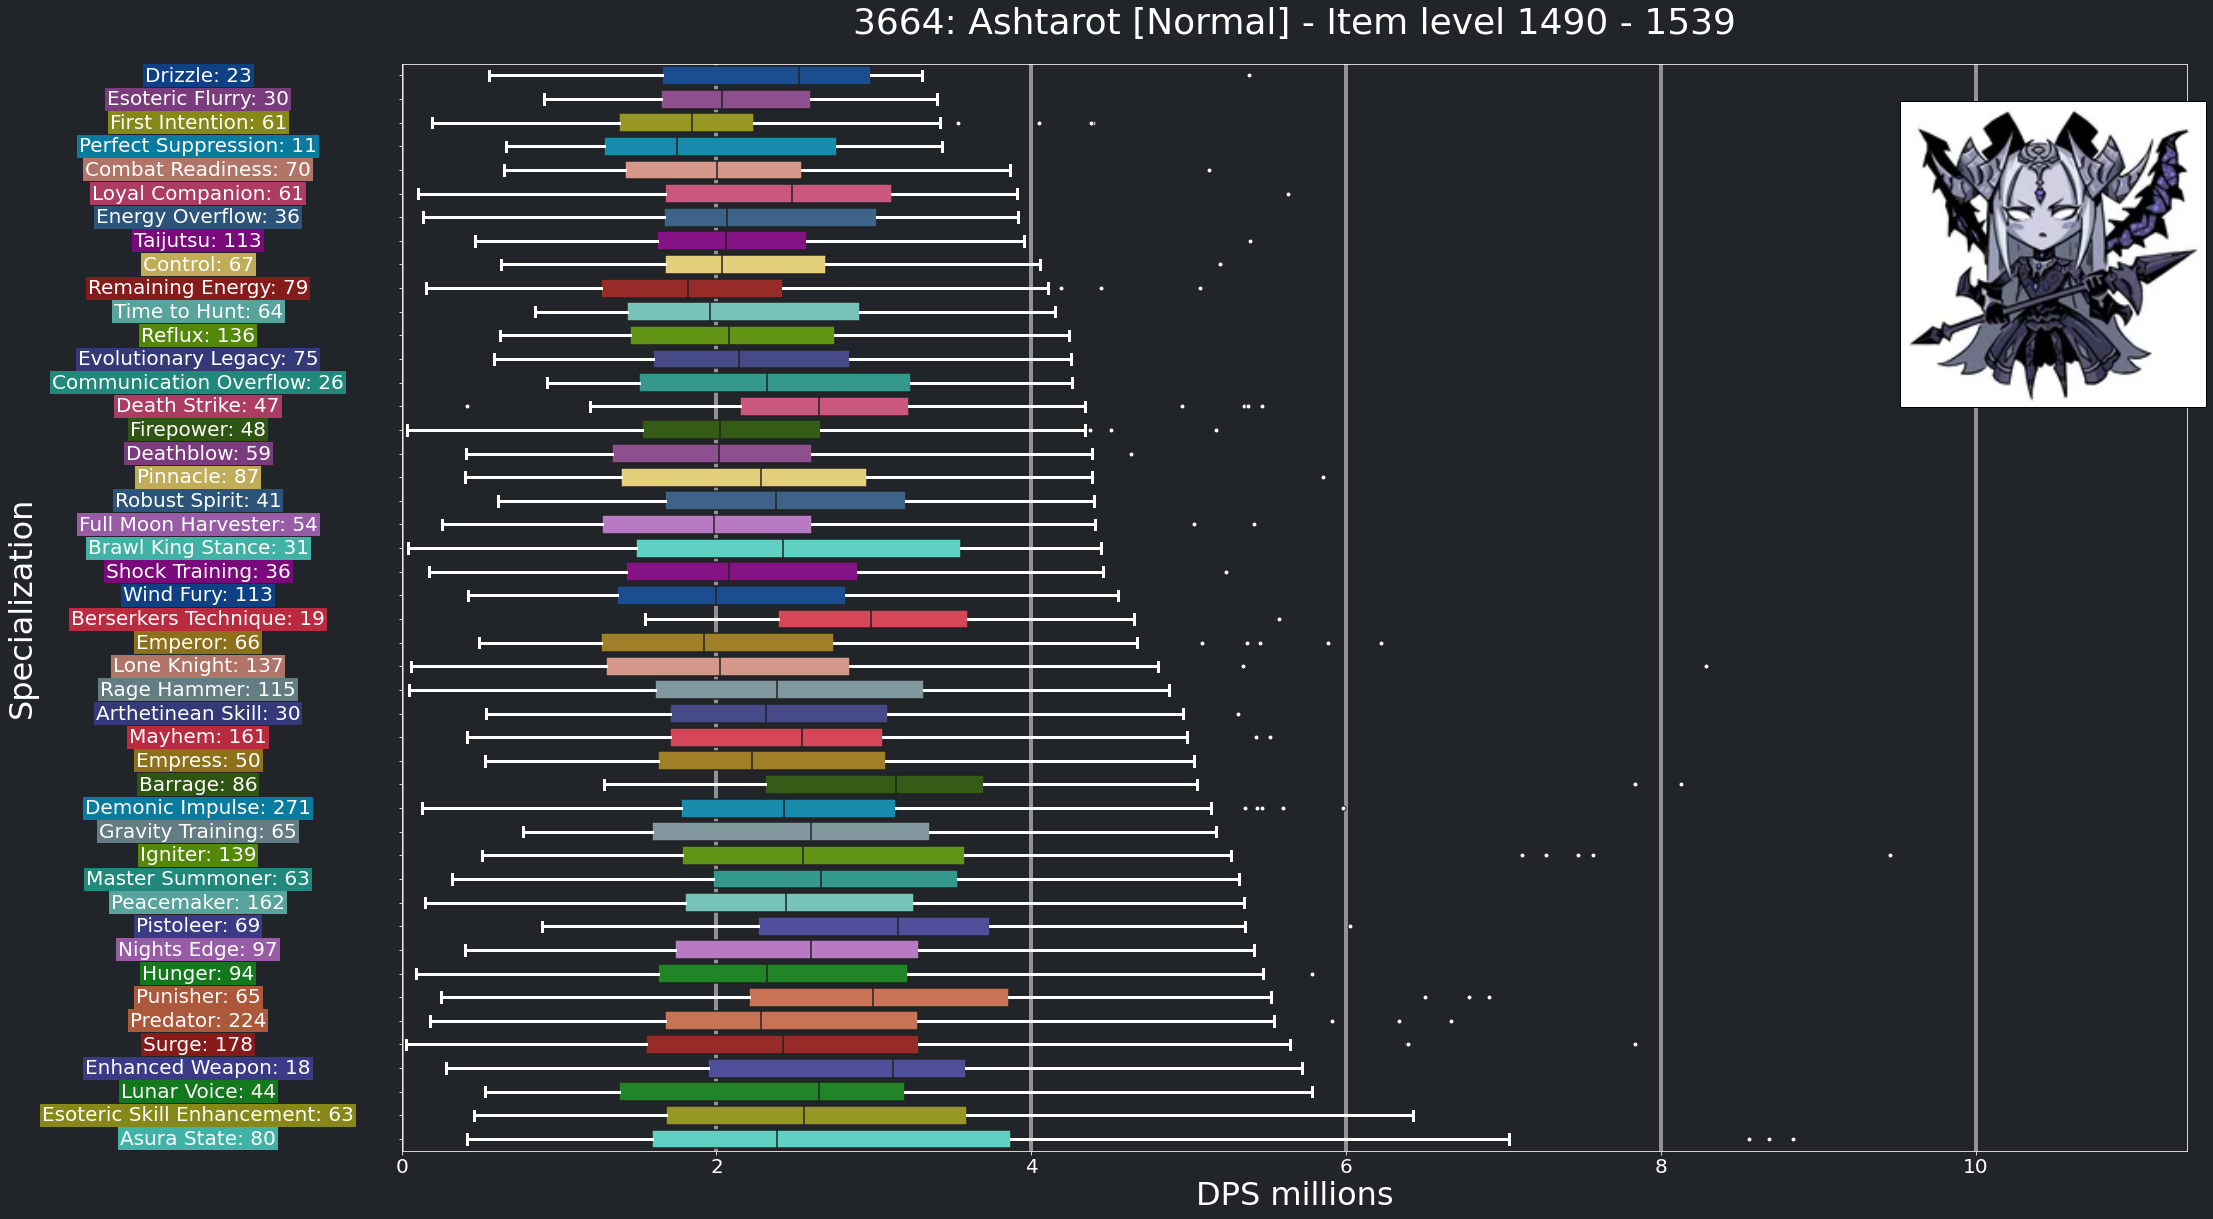 3664: Ashtarot [Normal] - Item level 1490 - 1539
Drizzle: 23
Esoteric Flurry: 30
First Intention: 61
Perfect Suppression: 11
Combat Readiness: 70
Loyal Companion: 61
Energy Overflow: 36
Taijutsu: 113
Control: 67
Remaining Energy: 79
Time to Hunt: 64
Reflux: 136
Evolutionary Legacy: 75
Communication Overflow: 26
Death Strike: 47
Firepower: 48
Deathblow: 59
Pinnacle: 87
Robust Spirit: 41
Full Moon Harvester: 54
Brawl King Stance: 31
Shock Training: 36
Wind Fury: 113
Berserkers Technique: 19
Emperor: 66
Lone Knight: 137
Rage Hammer: 115
Arthetinean Skill: 30
Mayhem: 161
Empress: 50
Barrage: 86
Demonic Impulse: 271
Gravity Training: 65
Igniter: 139
Master Summoner: 63
Peacemaker: 162
Pistoleer: 69
Nights Edge: 97
Hunger: 94
Punisher: 65
Predator: 224
Surge: 178
Enhanced Weapon: 18
Lunar Voice: 44
Esoteric Skill Enhancement: 63
Asura State: 80
Specialization
0 2 4 6 8 10
DPS millions